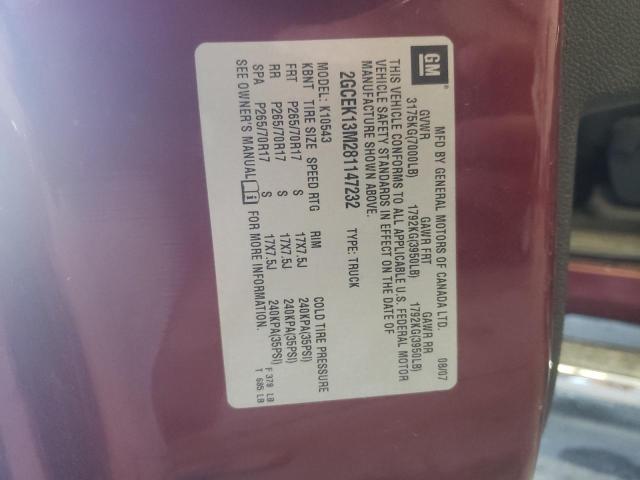 GM
MFD BY GENERAL MOTORS OF CANADA LTD. 08/07
GVWR GAWR FRT GAWR RR
3175KG(7000LB) 1792KG(3950LB) 1792KG(3950LB)
THIS VEHICLE CONFORMS TO ALL APPLICABLE U.S. FEDERAL MOTOR
VEHICLE SAFETY STANDARDS IN EFFECT ON THE DATE OF
MANUFACTURE SHOWN ABOVE.
2GCEK13M281147232 TYPE: TRUCK
MODEL: K10543
KBNT TIRE SIZE SPEED RTG RIM COLD TIRE PRESSURE
FRT P265/70R17 S 17X7.5J 240KPA(35PSI)
RR P265/70R17 S 17X7.5J 240KPA(35PSI)
SPA P265/70R17 S 17X7.5J 240KPA(35PSI)
SEE OWNER'S MANUAL i FOR MORE INFORMATION.
F 378 LB
T 685 LB